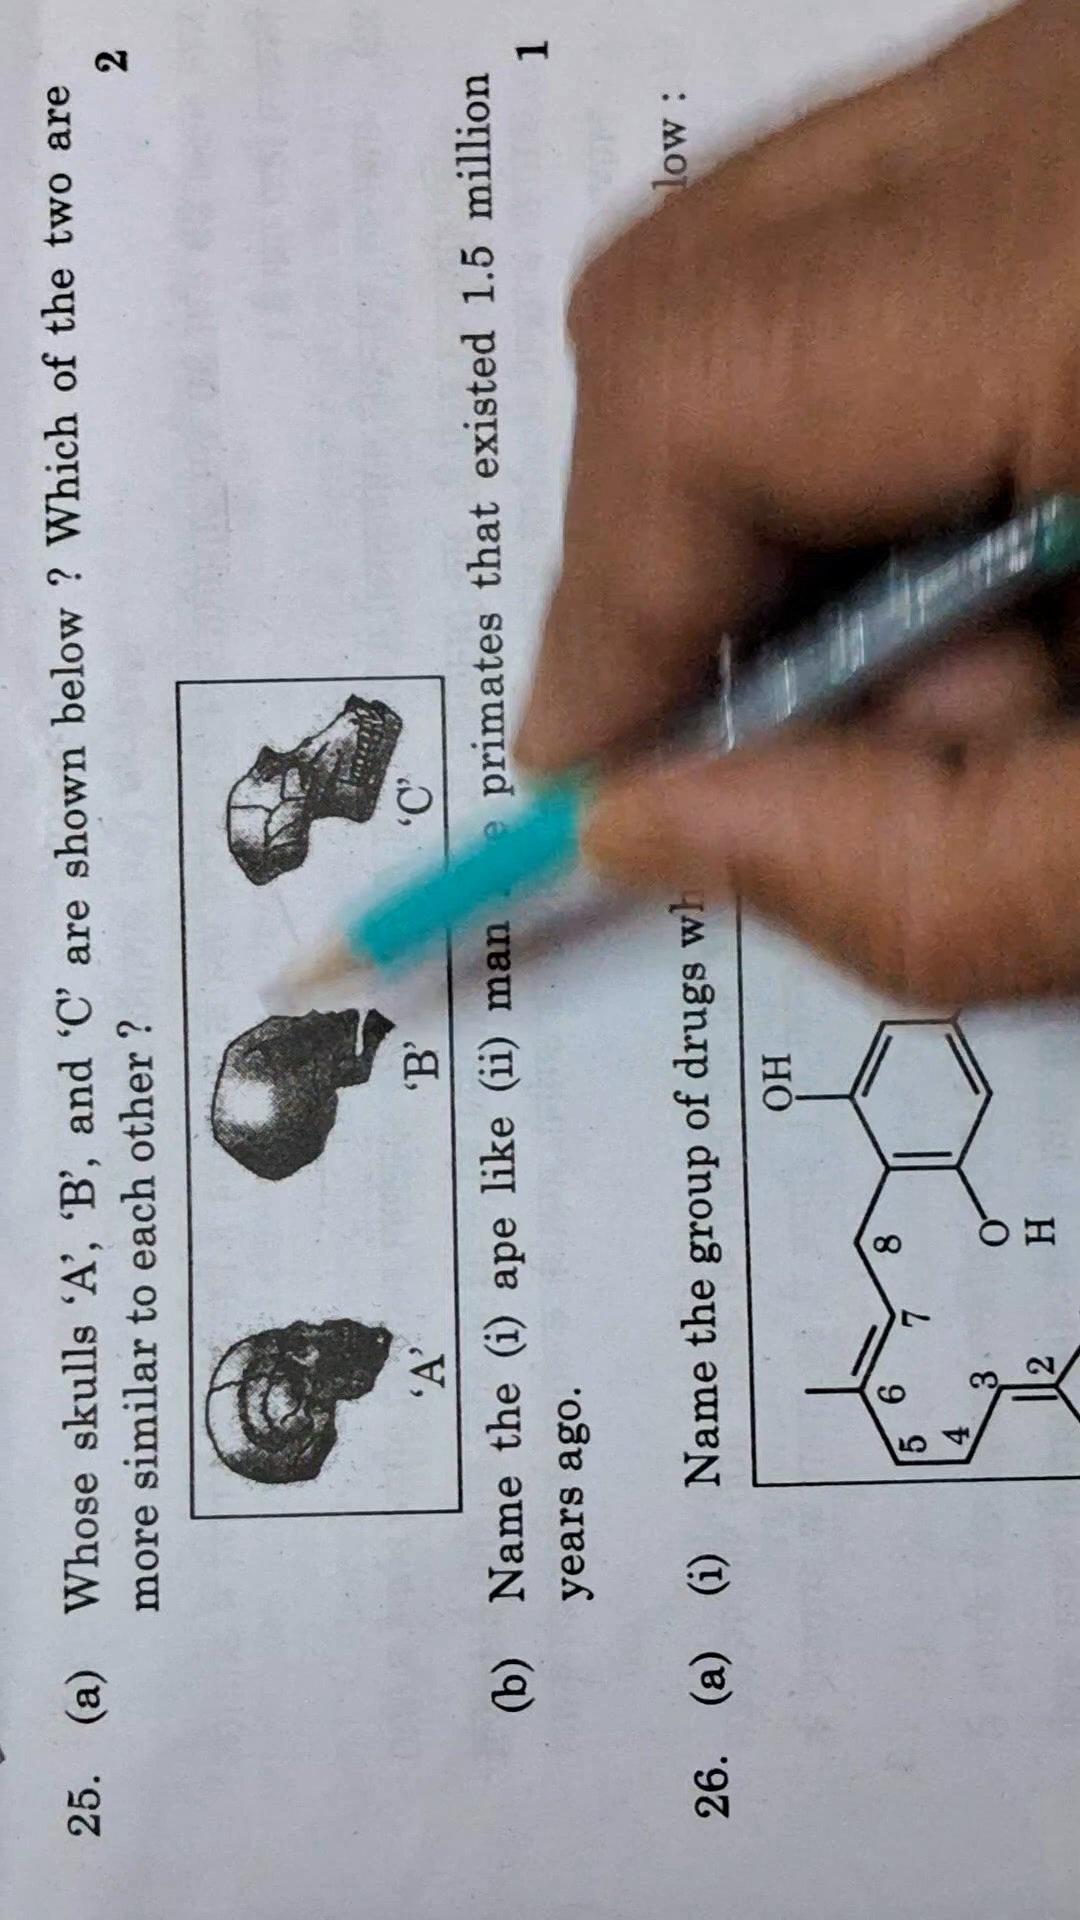 25. (a) Whose skulls ‘A’, ‘B’, and ‘C’ are shown below ? Which of the two are
more similar to each other ? 2
‘A’ ‘B’ ‘C’
(b) Name the (i) ape like (ii) man primates that existed 1.5 million
years ago. 1
26. (a) (i) Name the group of drugs
OH
8
7
6
5
4
3
2
O
H